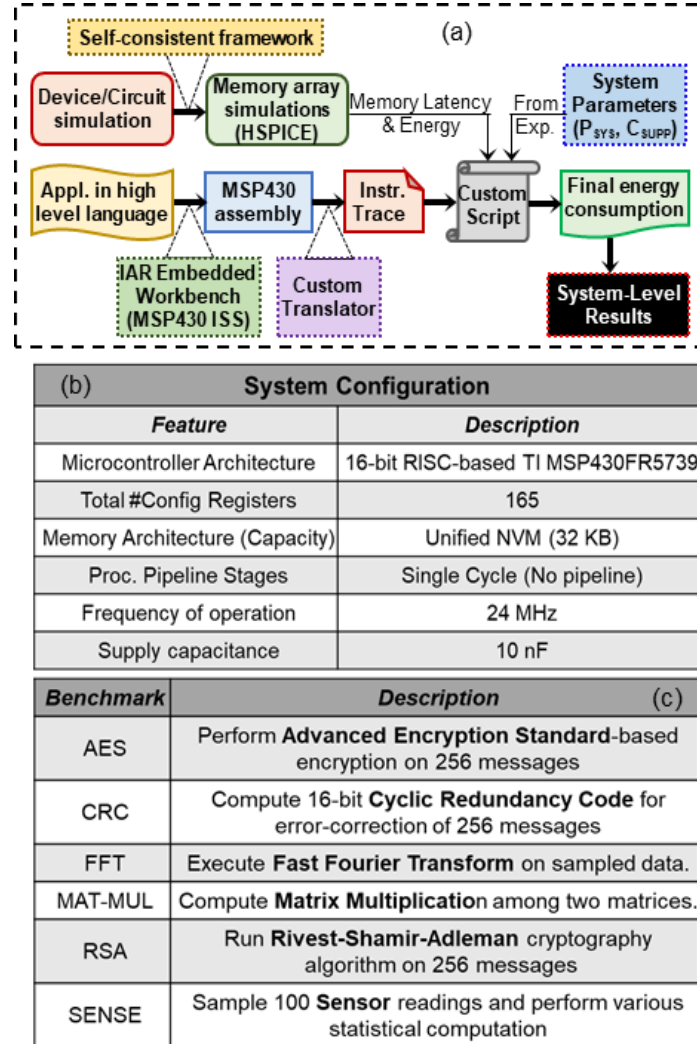 Self-consistent framework
(a)
Device/Circuit
simulation
Memory array
simulations
(HSPICE)
Memory Latency
& Energy
From
Exp.
System
Parameters
(P_SYS, C_SUPP)
Appl. in high
level language
MSP430
assembly
Instr.
Trace
Custom
Script
Final energy
consumption
IAR Embedded
Workbench
(MSP430 ISS)
Custom
Translator
System-Level
Results
(b) System Configuration
Feature Description
Microcontroller Architecture 16-bit RISC-based TI MSP430FR5739
Total #Config Registers 165
Memory Architecture (Capacity) Unified NVM (32 KB)
Proc. Pipeline Stages Single Cycle (No pipeline)
Frequency of operation 24 MHz
Supply capacitance 10 nF
Benchmark Description (c)
AES Perform Advanced Encryption Standard-based
encryption on 256 messages
CRC Compute 16-bit Cyclic Redundancy Code for
error-correction of 256 messages
FFT Execute Fast Fourier Transform on sampled data.
MAT-MUL Compute Matrix Multiplication among two matrices.
RSA Run Rivest-Shamir-Adleman cryptography
algorithm on 256 messages
SENSE Sample 100 Sensor readings and perform various
statistical computation